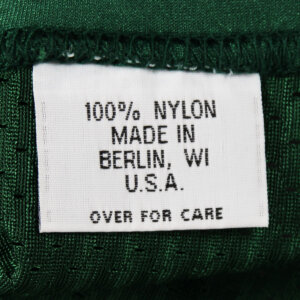 100% NYLON
MADE IN
BERLIN, WI
U.S.A.
OVER FOR CARE